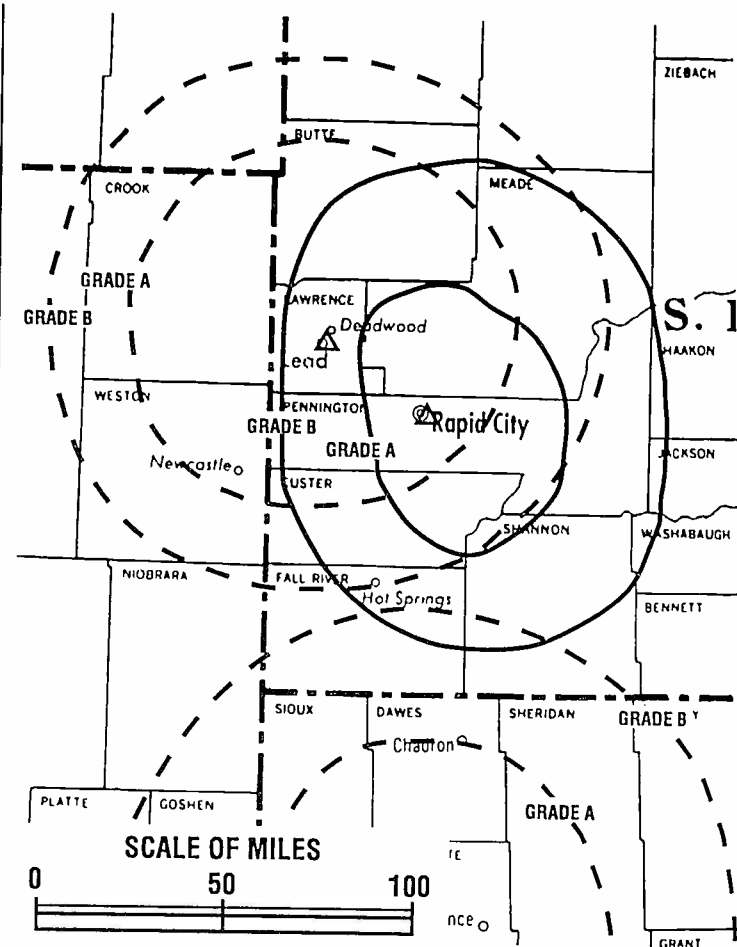 ZIEBACH
BUTTE
CROOK
MEADE
GRADE A
GRADE B
LAWRENCE
Deadwood
S.
HAAKON
Lead
WESTON
PENNINGTON
GRADE B
Rapid City
GRADE A
JACKSON
Newcastle
CUSTER
SHANNON
WASHABAUGH
NIOBRARA
FALL RIVER
Hot Springs
BENNETT
SIOUX
DAWES
SHERIDAN
GRADE B
Y
Chadron
PLATTE
GOSHEN
GRADE A
SCALE OF MILES
0
50
100
TE
nce
GRANT